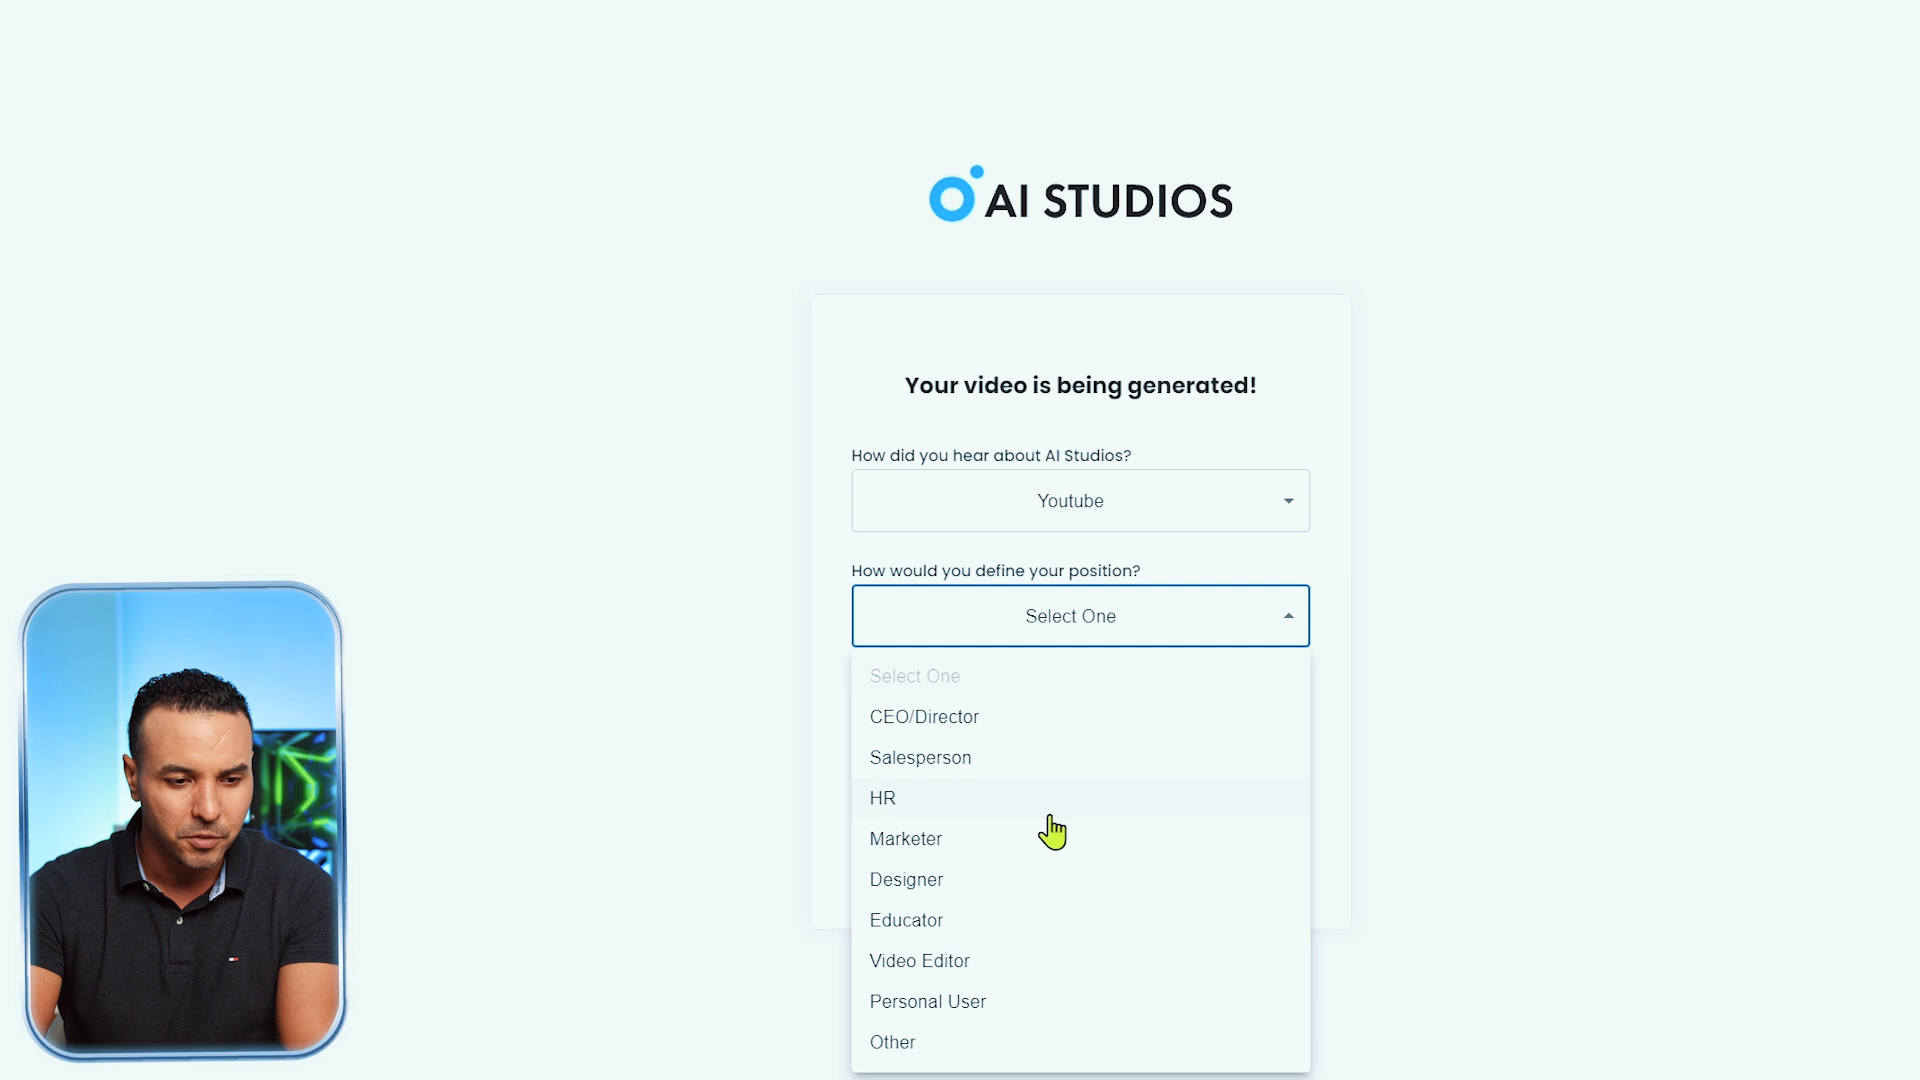 AI STUDIOS
Your video is being generated!
How did you hear about AI Studios?
Youtube
How would you define your position?
Select One
Select One
CEO/Director
Salesperson
HR
Marketer
Designer
Educator
Video Editor
Personal User
Other